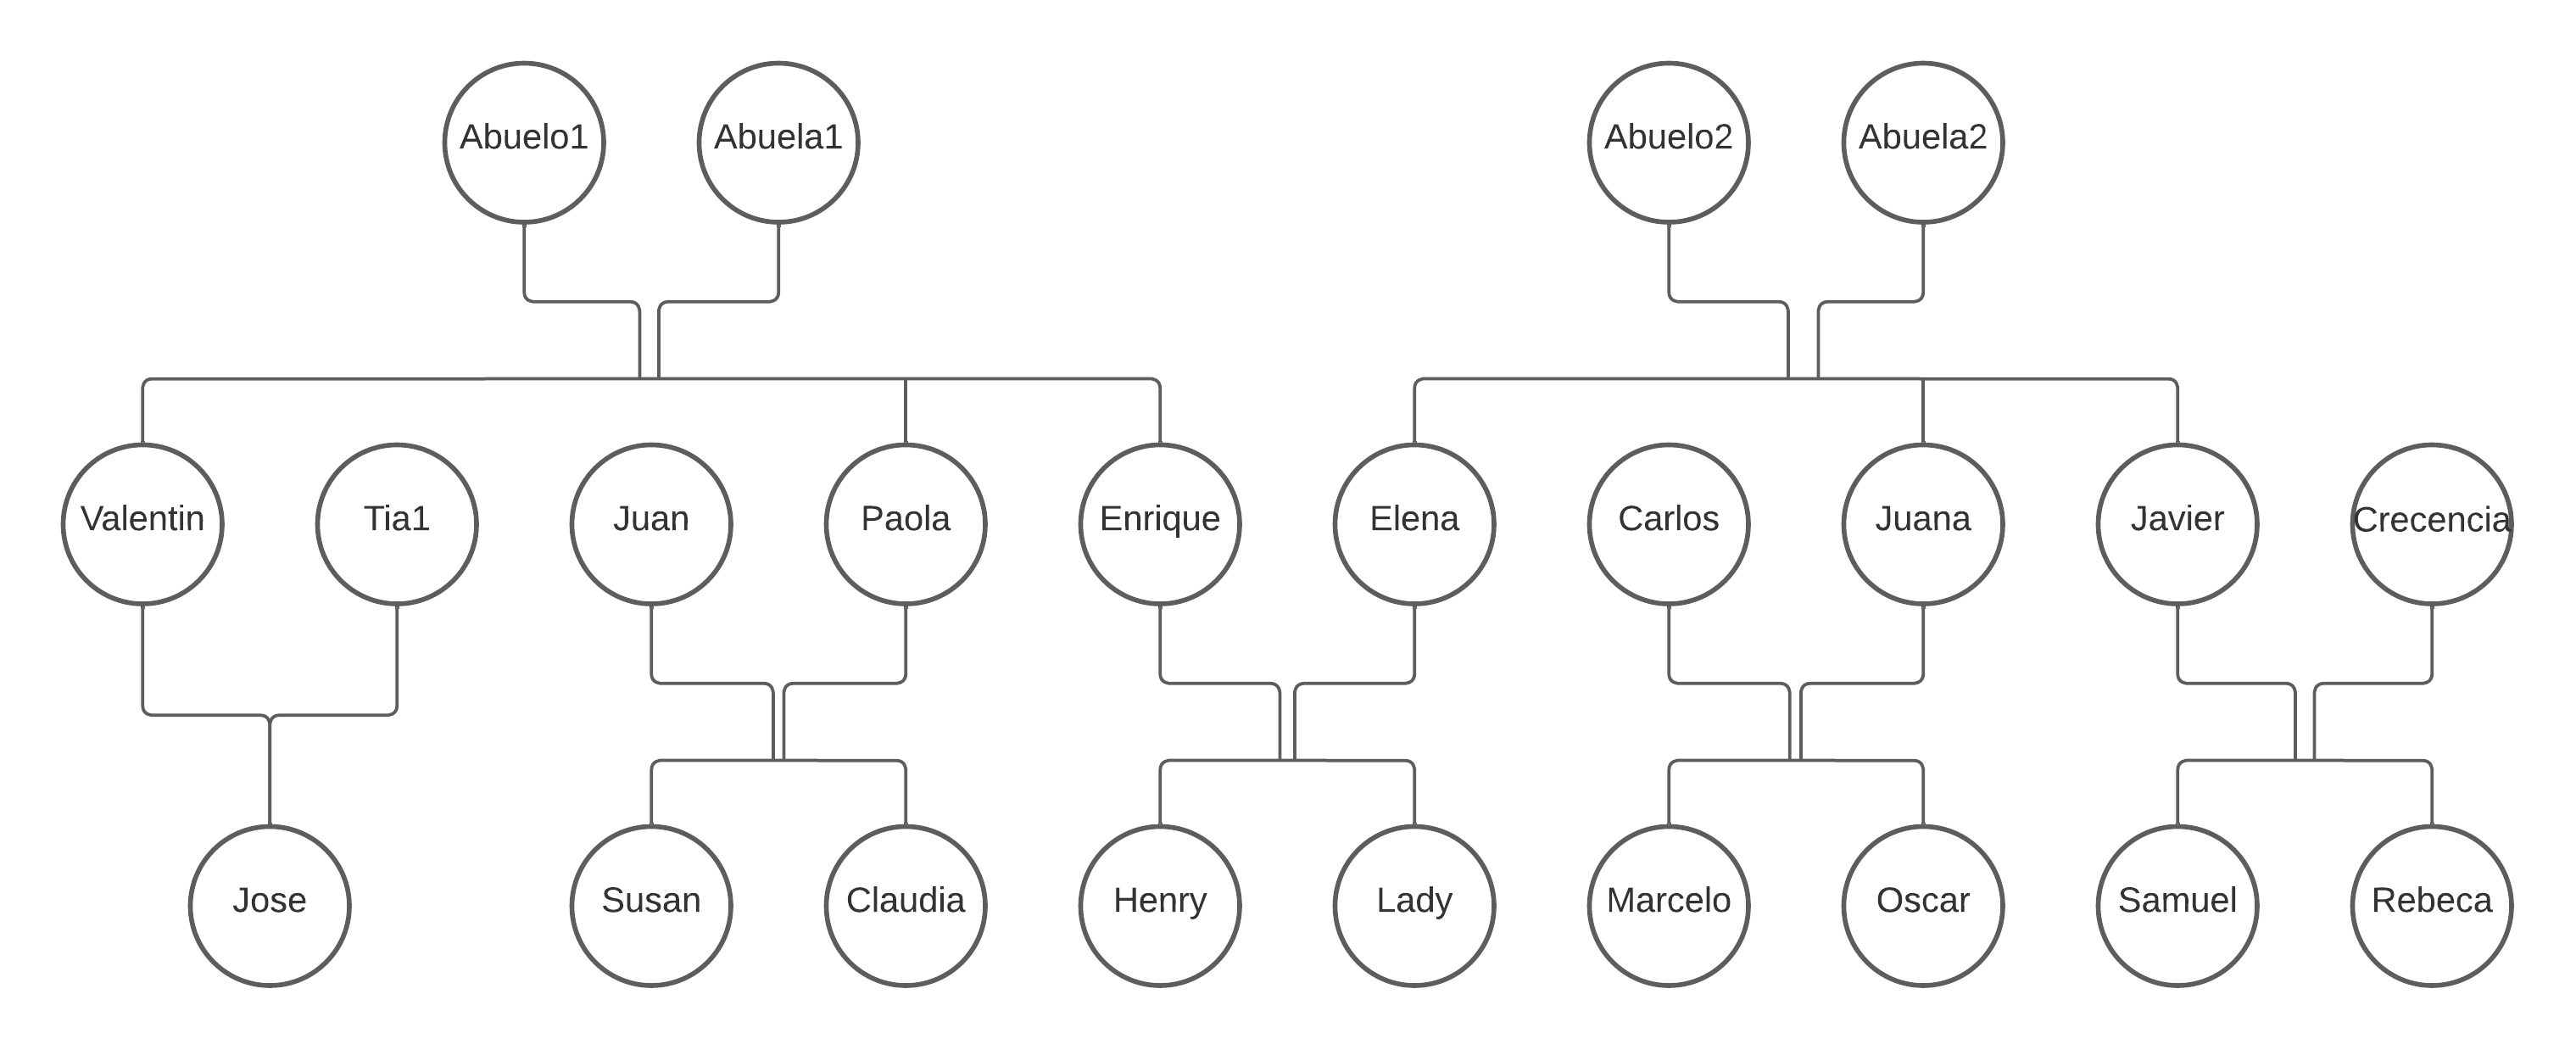 Abuelo1
Abuela1
Abuelo2
Abuela2
Valentin
Tia1
Juan
Paola
Enrique
Elena
Carlos
Juana
Javier
Crecencia
Jose
Susan
Claudia
Henry
Lady
Marcelo
Oscar
Samuel
Rebeca